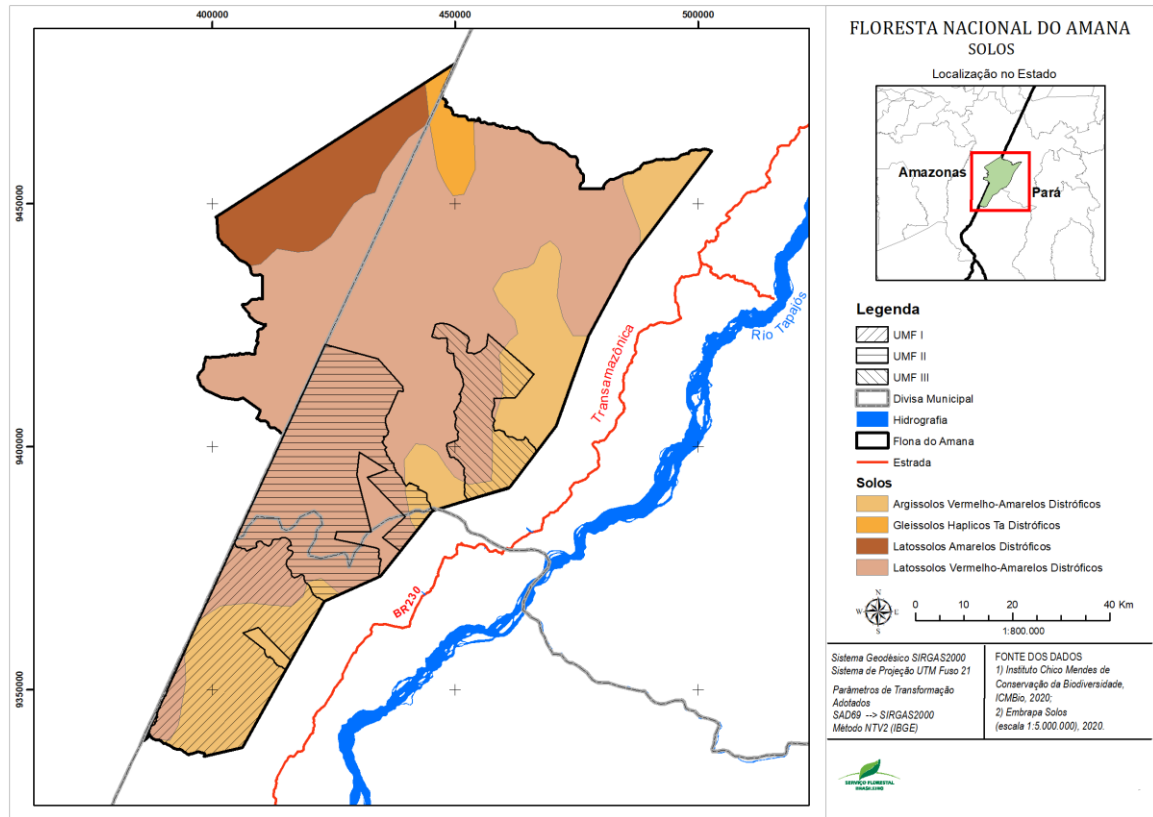 400000
450000
500000
9450000
9400000
9350000
9450000
9400000
9350000
Transamazônica
Rio Tapajós
BR230
FLORESTA NACIONAL DO AMANA
SOLOS
Localização no Estado
Amazonas
Pará
Legenda
UMF I
UMF II
UMF III
Divisa Municipal
Hidrografia
Flona do Amana
Estrada
Solos
Argissolos Vermelho-Amarelos Distróficos
Gleissolos Haplicos Ta Distróficos
Latossolos Amarelos Distróficos
Latossolos Vermelho-Amarelos Distróficos
N
W
E
S
0 10 20 40 Km
1:800.000
Sistema Geodèsico SIRGAS2000
Sistema de Projeção UTM Fuso 21
Parâmetros de Transformação
Adotados
SAD69 --> SIRGAS2000
Método NTV2 (IBGE)
FONTE DOS DADOS
1) Instituto Chico Mendes de
Conservação da Biodiversidade,
ICMBio, 2020;
2) Embrapa Solos
(escala 1:5.000.000), 2020.
SERVIÇO FLORESTAL
BRASILEIRO